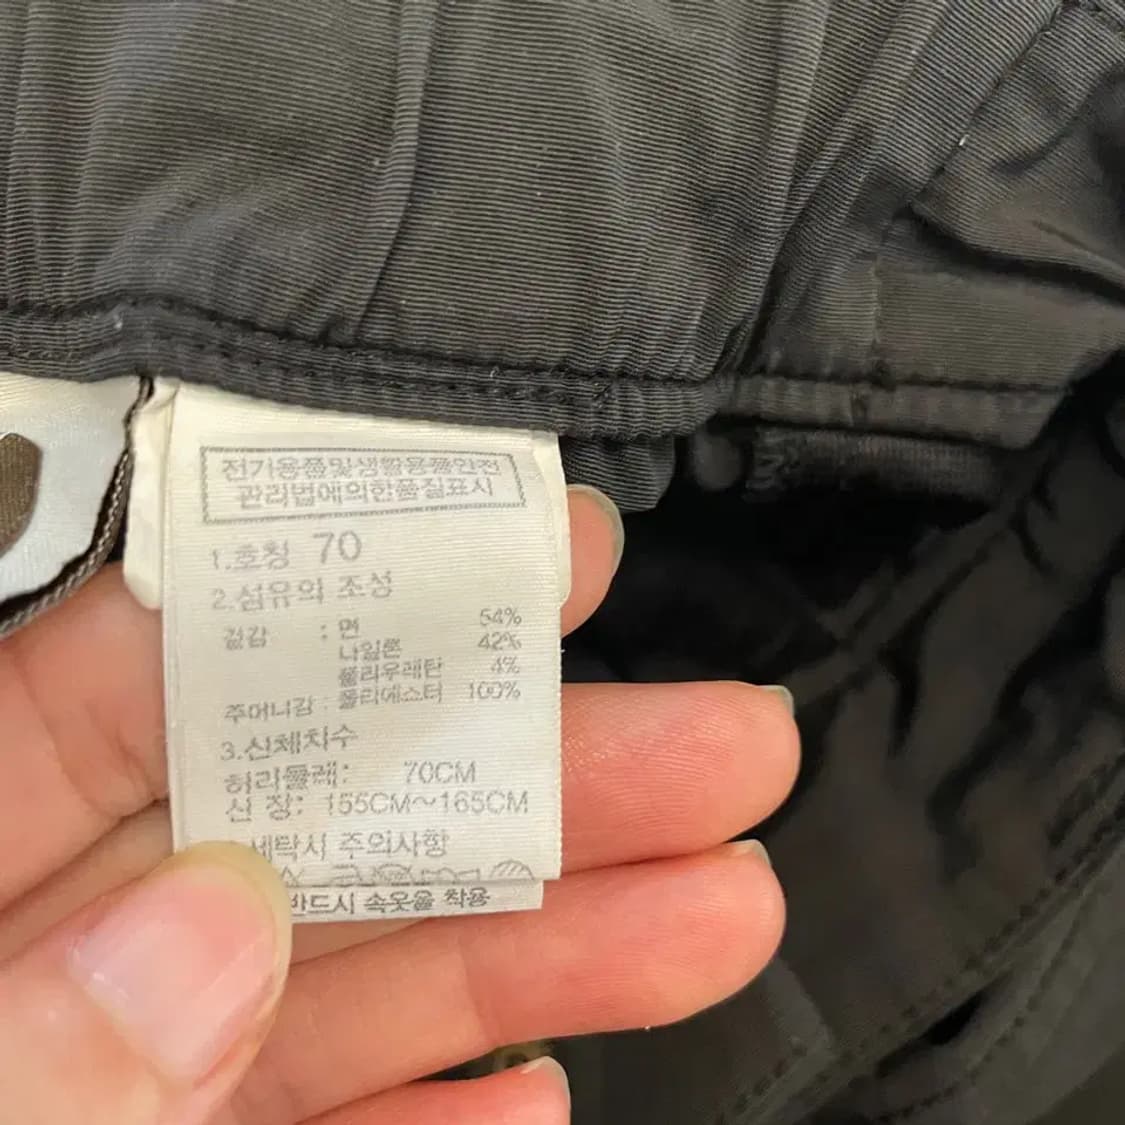 전기용품및생활용품안전
관리법에의한품질표시
1.호칭 70
2.섬유의 조성
겉감 : 면 54%
나일론 42%
폴리우레탄 4%
주머니감 : 폴리에스터 100%
3.신체치수
허리둘레: 70CM
신 장: 155CM~165CM
세탁시 주의사항
반드시 속옷을 착용